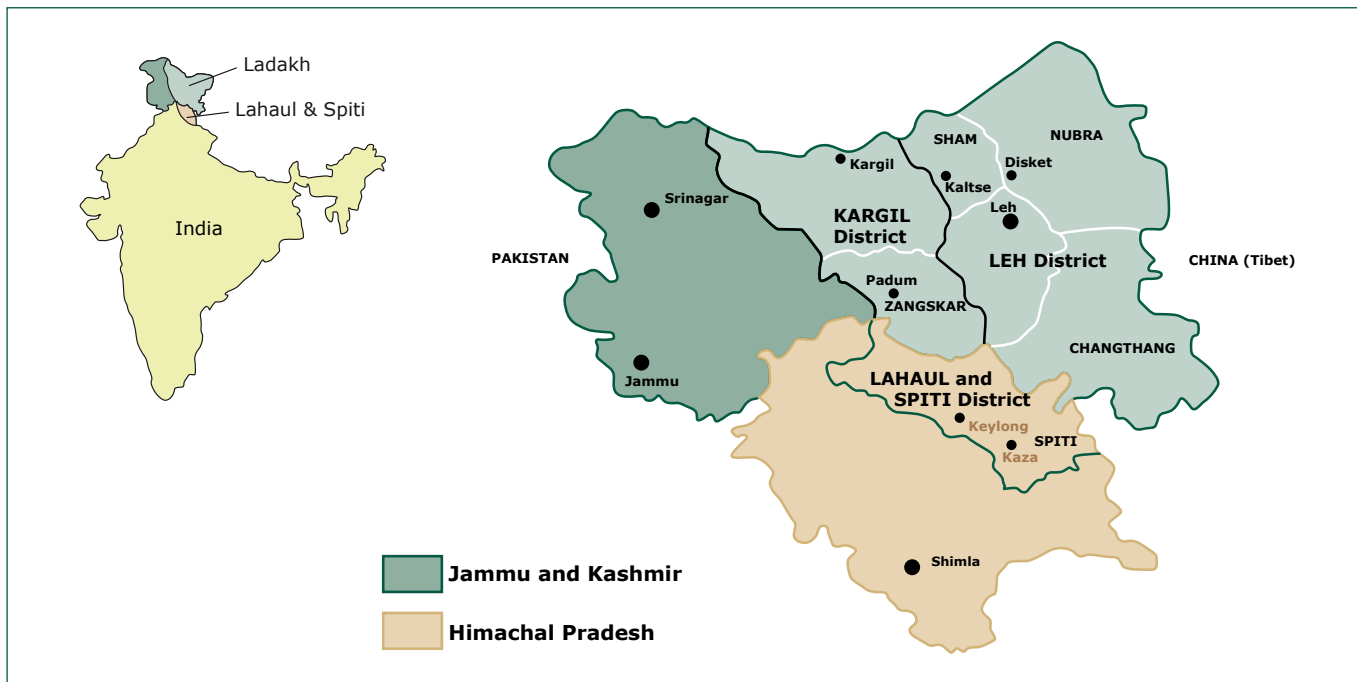 Ladakh
Lahaul & Spiti
India
SHAM
NUBRA
Kargil
Disket
Kaltse
Srinagar
Leh
KARGIL
District
PAKISTAN
LEH District
CHINA (Tibet)
Padum
ZANGSKAR
CHANGTHANG
Jammu
LAHAUL and
SPITI District
Keylong
SPITI
Kaza
Shimla
Jammu and Kashmir
Himachal Pradesh